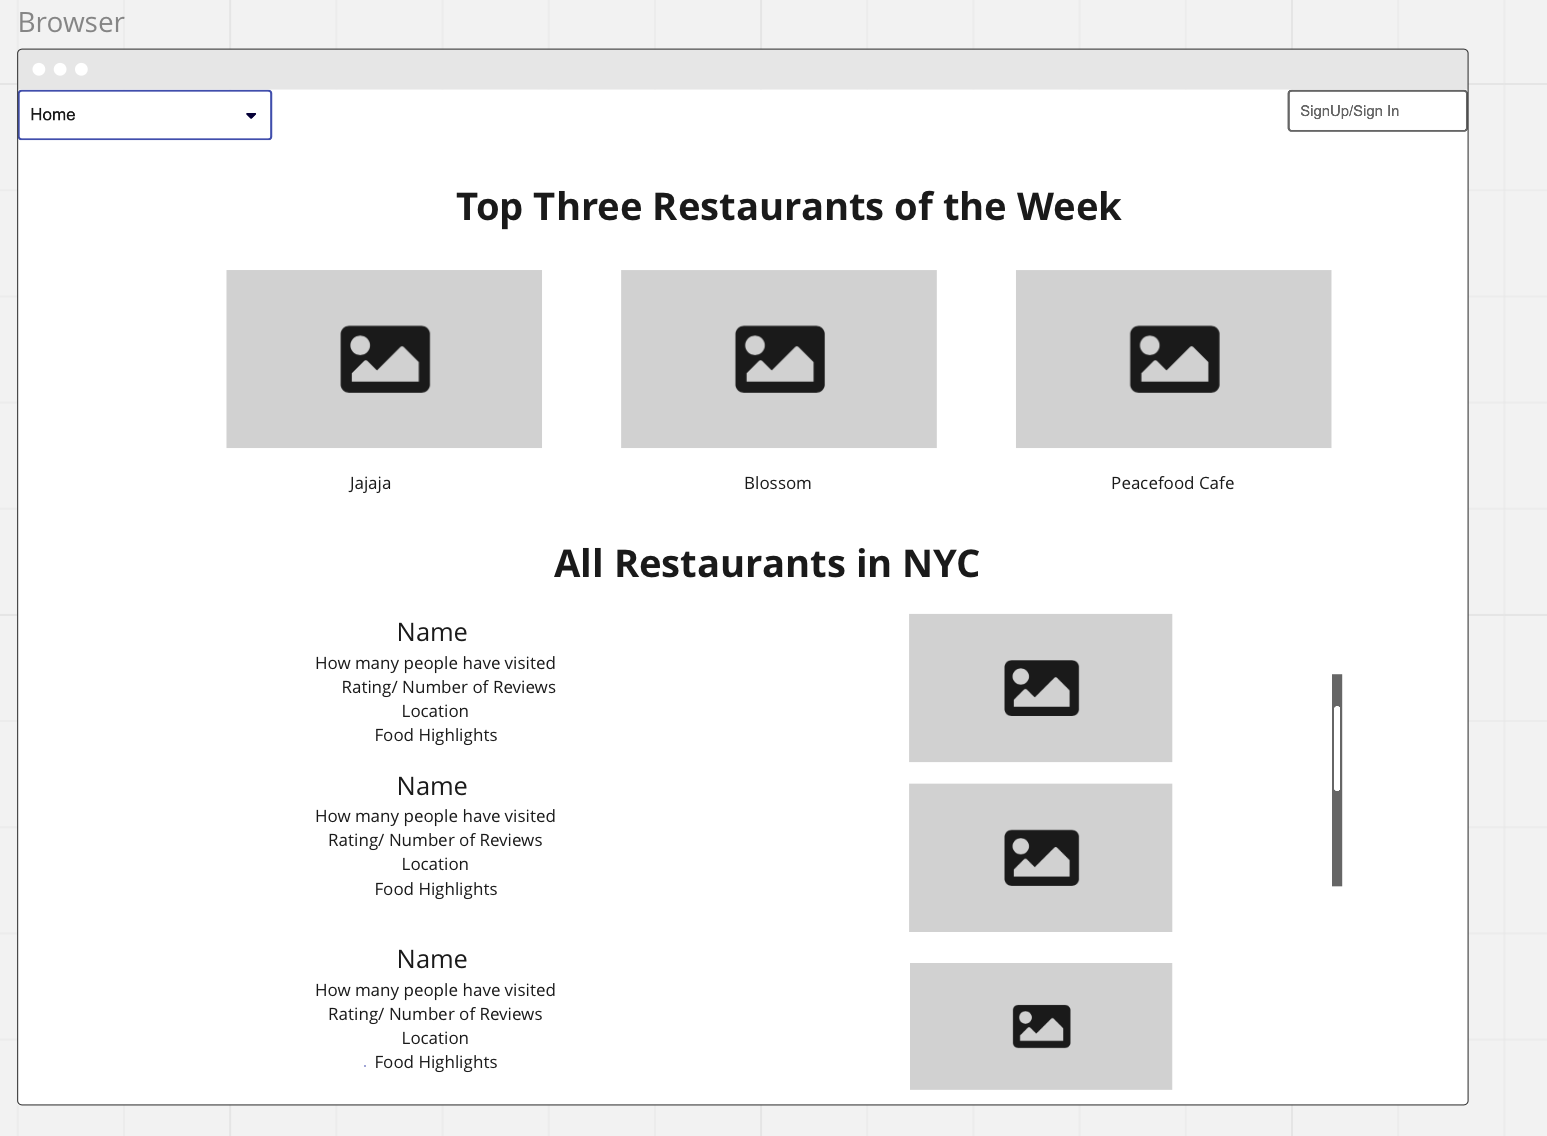 Browser
Home
SignUp/Sign In
Top Three Restaurants of the Week
Jajaja
Blossom
Peacefood Cafe
All Restaurants in NYC
Name
How many people have visited
Rating/ Number of Reviews
Location
Food Highlights
Name
How many people have visited
Rating/ Number of Reviews
Location
Food Highlights
Name
How many people have visited
Rating/ Number of Reviews
Location
. Food Highlights